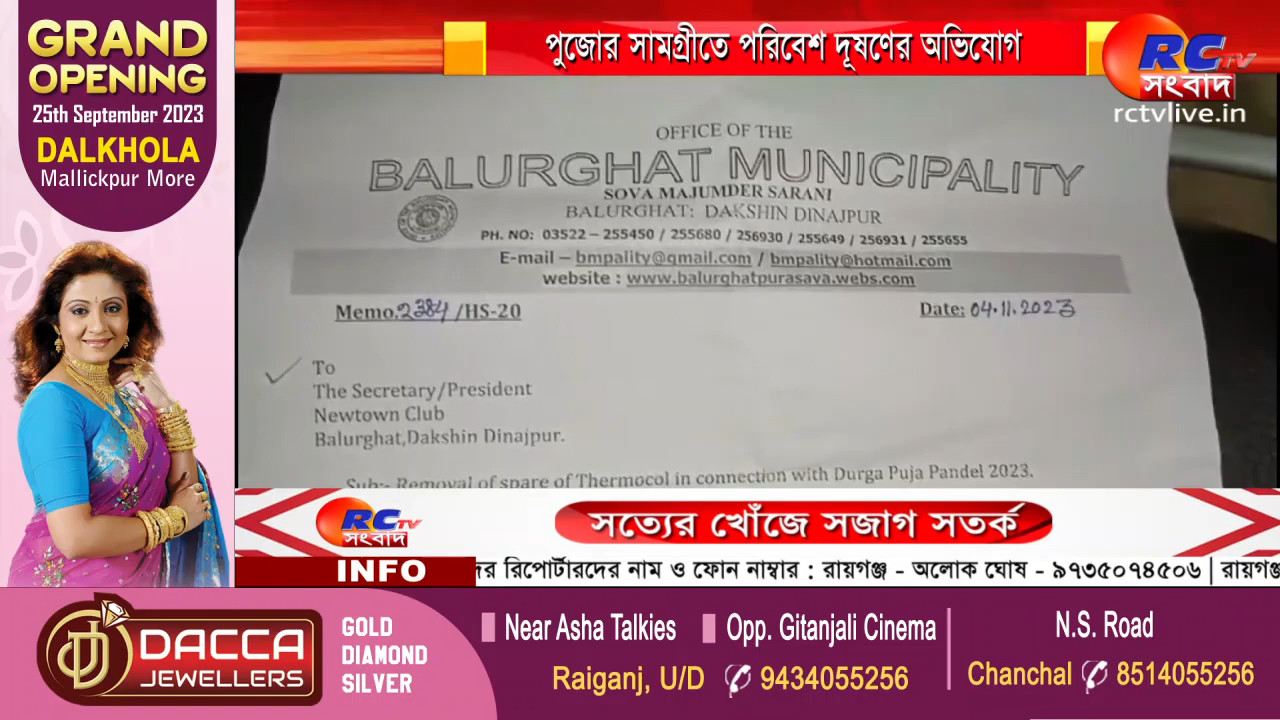 GRAND
OPENING
25th September 2023
DALKHOLA
Mallickpur More
পুজোর সামগ্রীতে পরিবেশ দূষণের অভিযোগ
RCTV
সংবাদ
rctvlive.in
OFFICE OF THE
BALURGHAT MUNICIPALITY
SOVA MAJUMDER SARANI
BALURGHAT: DAKSHIN DINAJPUR
PH. NO: 03522 – 255450 / 255680 / 256930 / 255649 / 256931 / 255655
E-mail – bmpality@gmail.com / bmpality@hotmail.com
website : www.balurghatpurasava.webs.com
Memo.2384/HS-20
Date: 04.11.2023
To
The Secretary/President
Newtown Club
Balurghat,Dakshin Dinajpur.
Sub:- Removal of spare of Thermocol in connection with Durga Puja Pandel 2023.
RCTV
সংবাদ
সত্যের খোঁজে সজাগ সতর্ক
INFO
দের রিপোর্টারদের নাম ও ফোন নাম্বার : রায়গঞ্জ - অলোক ঘোষ - ৯৭৩৫০৭৪৫০৬ | রায়গঞ্জ
DACCA
JEWELLERS
GOLD
DIAMOND
SILVER
Near Asha Talkies
Opp. Gitanjali Cinema
Raiganj, U/D 9434055256
N.S. Road
Chanchal 8514055256